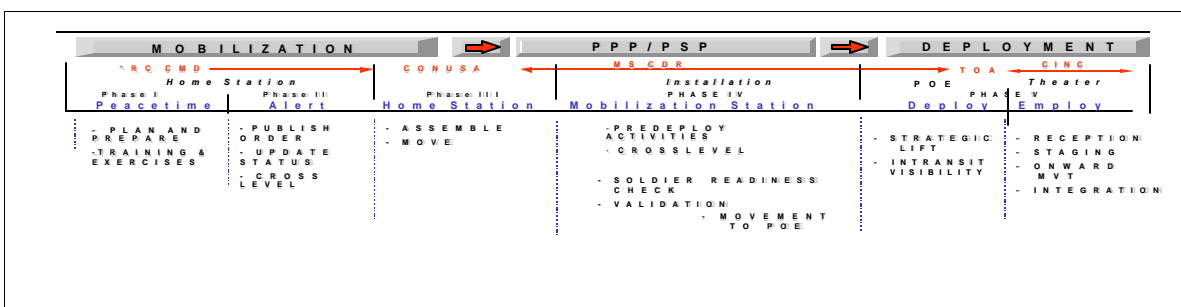 MOBILIZATION PPP/PSP DEPLOYMENT
RC CMD CONUSA MS CDR TOA CINC
Home Station Installation POE Theater
Phase I Phase II Phase III PHASE IV PHASE V
Peacetime Alert Home Station Mobilization Station Deploy Employ
- PLAN AND
PREPARE
-TRAINING &
EXERCISES
- PUBLISH
ORDER
- UPDATE
STATUS
- CROSS
LEVEL
- ASSEMBLE
- MOVE
-PREDEPLOY
ACTIVITIES
- CROSSLEVEL
- SOLDIER READINESS
CHECK
- VALIDATION
- MOVEMENT
TO POE
- STRATEGIC
LIFT
- INTRANSIT
VISIBILITY
- RECEPTION
- STAGING
- ONWARD
MVT
- INTEGRATION